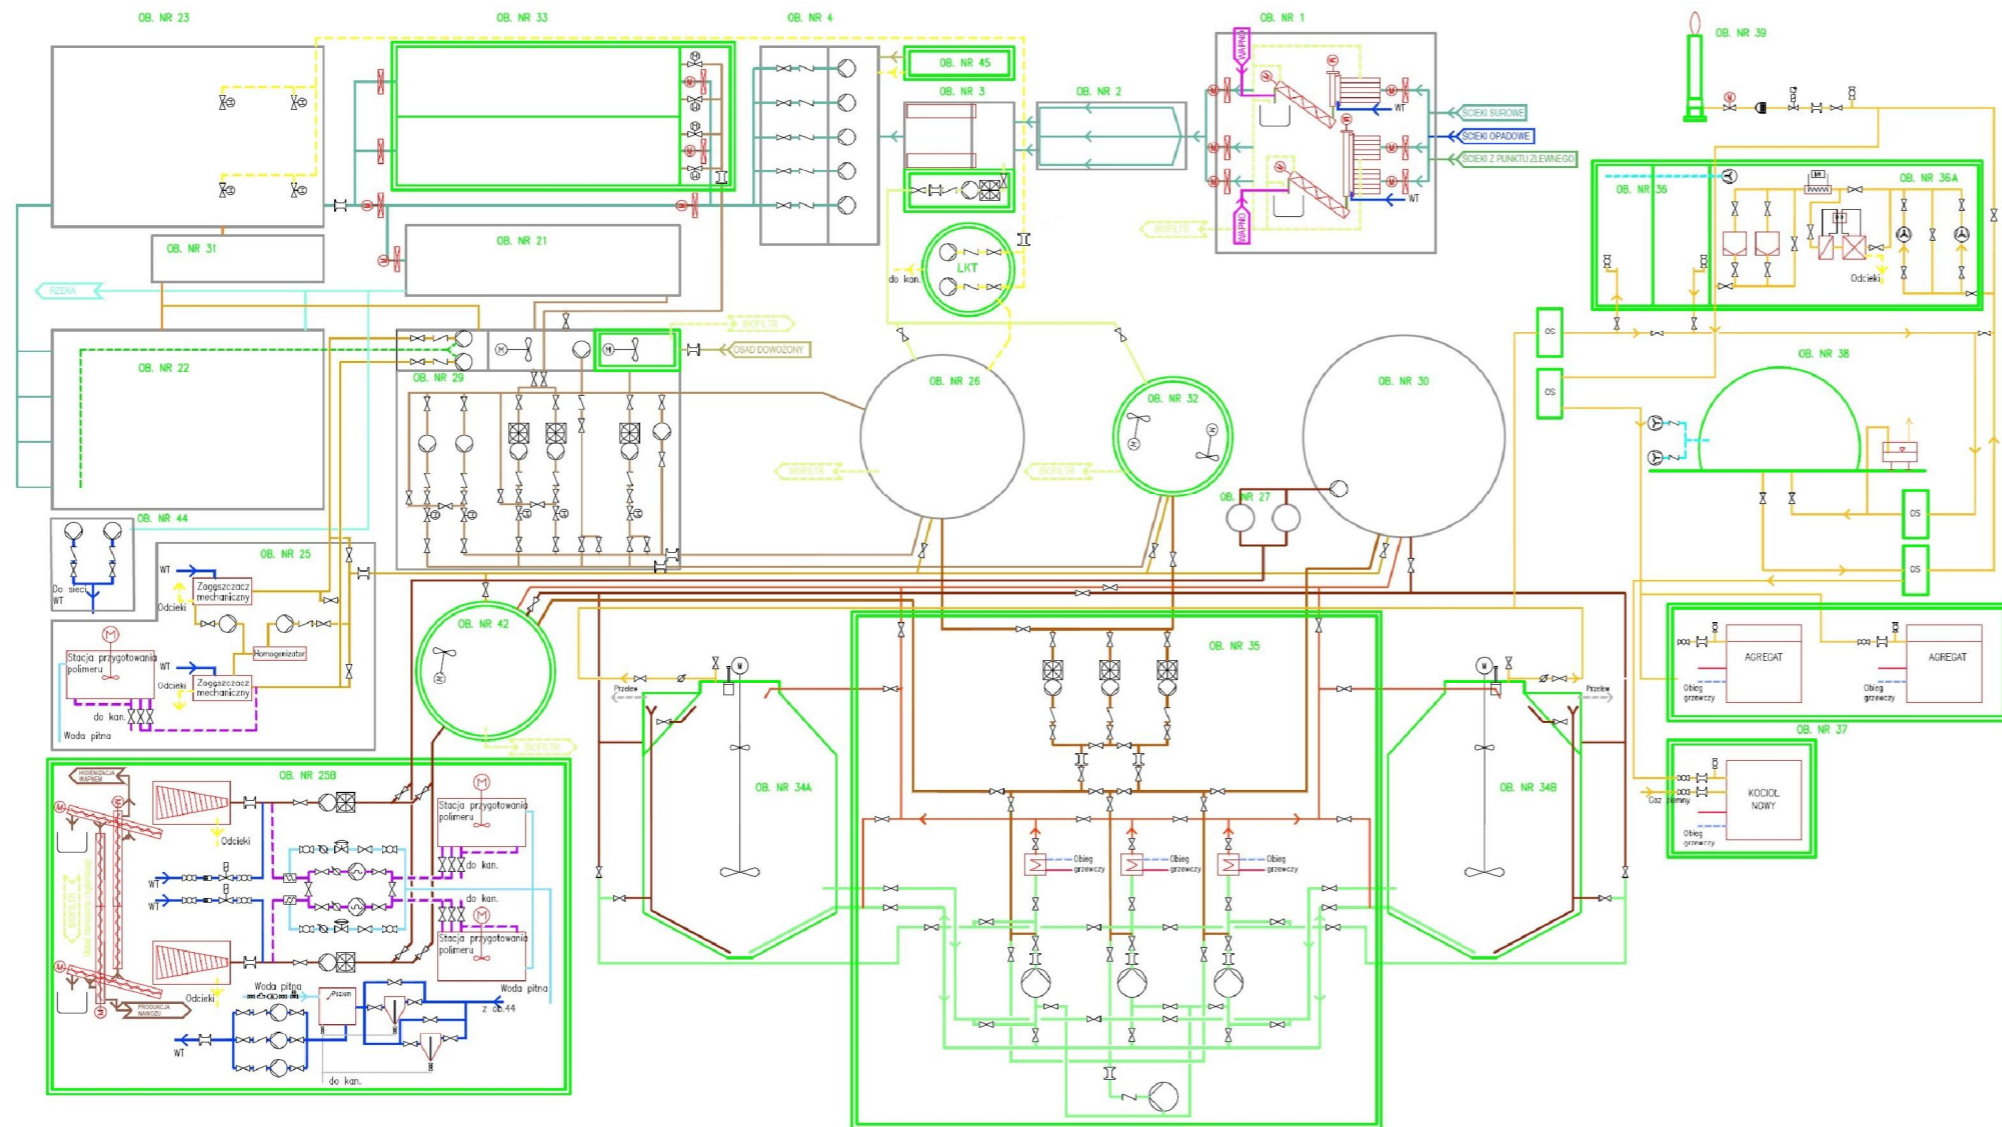 OB. NR 23
OB. NR 33
OB. NR 4
OB. NR 1
OB. NR 39
WAPNO
OB. NR 45
OB. NR 3
OB. NR 2
WT
ŚCIEKI SUROWE
ŚCIEKI OPADOWE
ŚCIEKI Z PUNKTU ZLEWNEGO
WT
WAPNO
BIOFILTR
OB. NR 36
OB. NR 36A
Odcieki
OB. NR 31
OB. NR 21
LKT
do kan.
RZEKA
BIOFILTR
OSAD DOWOŻONY
OB. NR 22
OB. NR 29
OB. NR 26
OB. NR 32
OB. NR 30
OS
OS
OB. NR 38
BIOFILTR
BIOFILTR
OB. NR 27
OS
OS
OB. NR 44
Do sieci
WT
OB. NR 25
WT
Zagęszczacz
mechaniczny
Odcieki
Homogenizator
Stacja przygotowania
polimeru
WT
Zagęszczacz
mechaniczny
Odcieki
do kan.
Woda pitna
OB. NR 42
BIOFILTR
OB. NR 35
Przelew
Przelew
AGREGAT
AGREGAT
Obieg
grzewczy
Obieg
grzewczy
OB. NR 37
OB. NR 34A
OB. NR 34B
KOCIOŁ
NOWY
Gaz ziemny
Obieg
grzewczy
OB. NR 25B
HIGIENIZACJA
WAPNEM
Stacja przygotowania
polimeru
Odcieki
do kan.
WT
WT
do kan.
Stacja przygotowania
polimeru
BIOFILTR
Obieg
grzewczy
Obieg
grzewczy
Obieg
grzewczy
Odcieki
Woda pitna
Poziom
Woda pitna
z ob.44
PRODUKCJA
NAWOZU
WT
do kan.